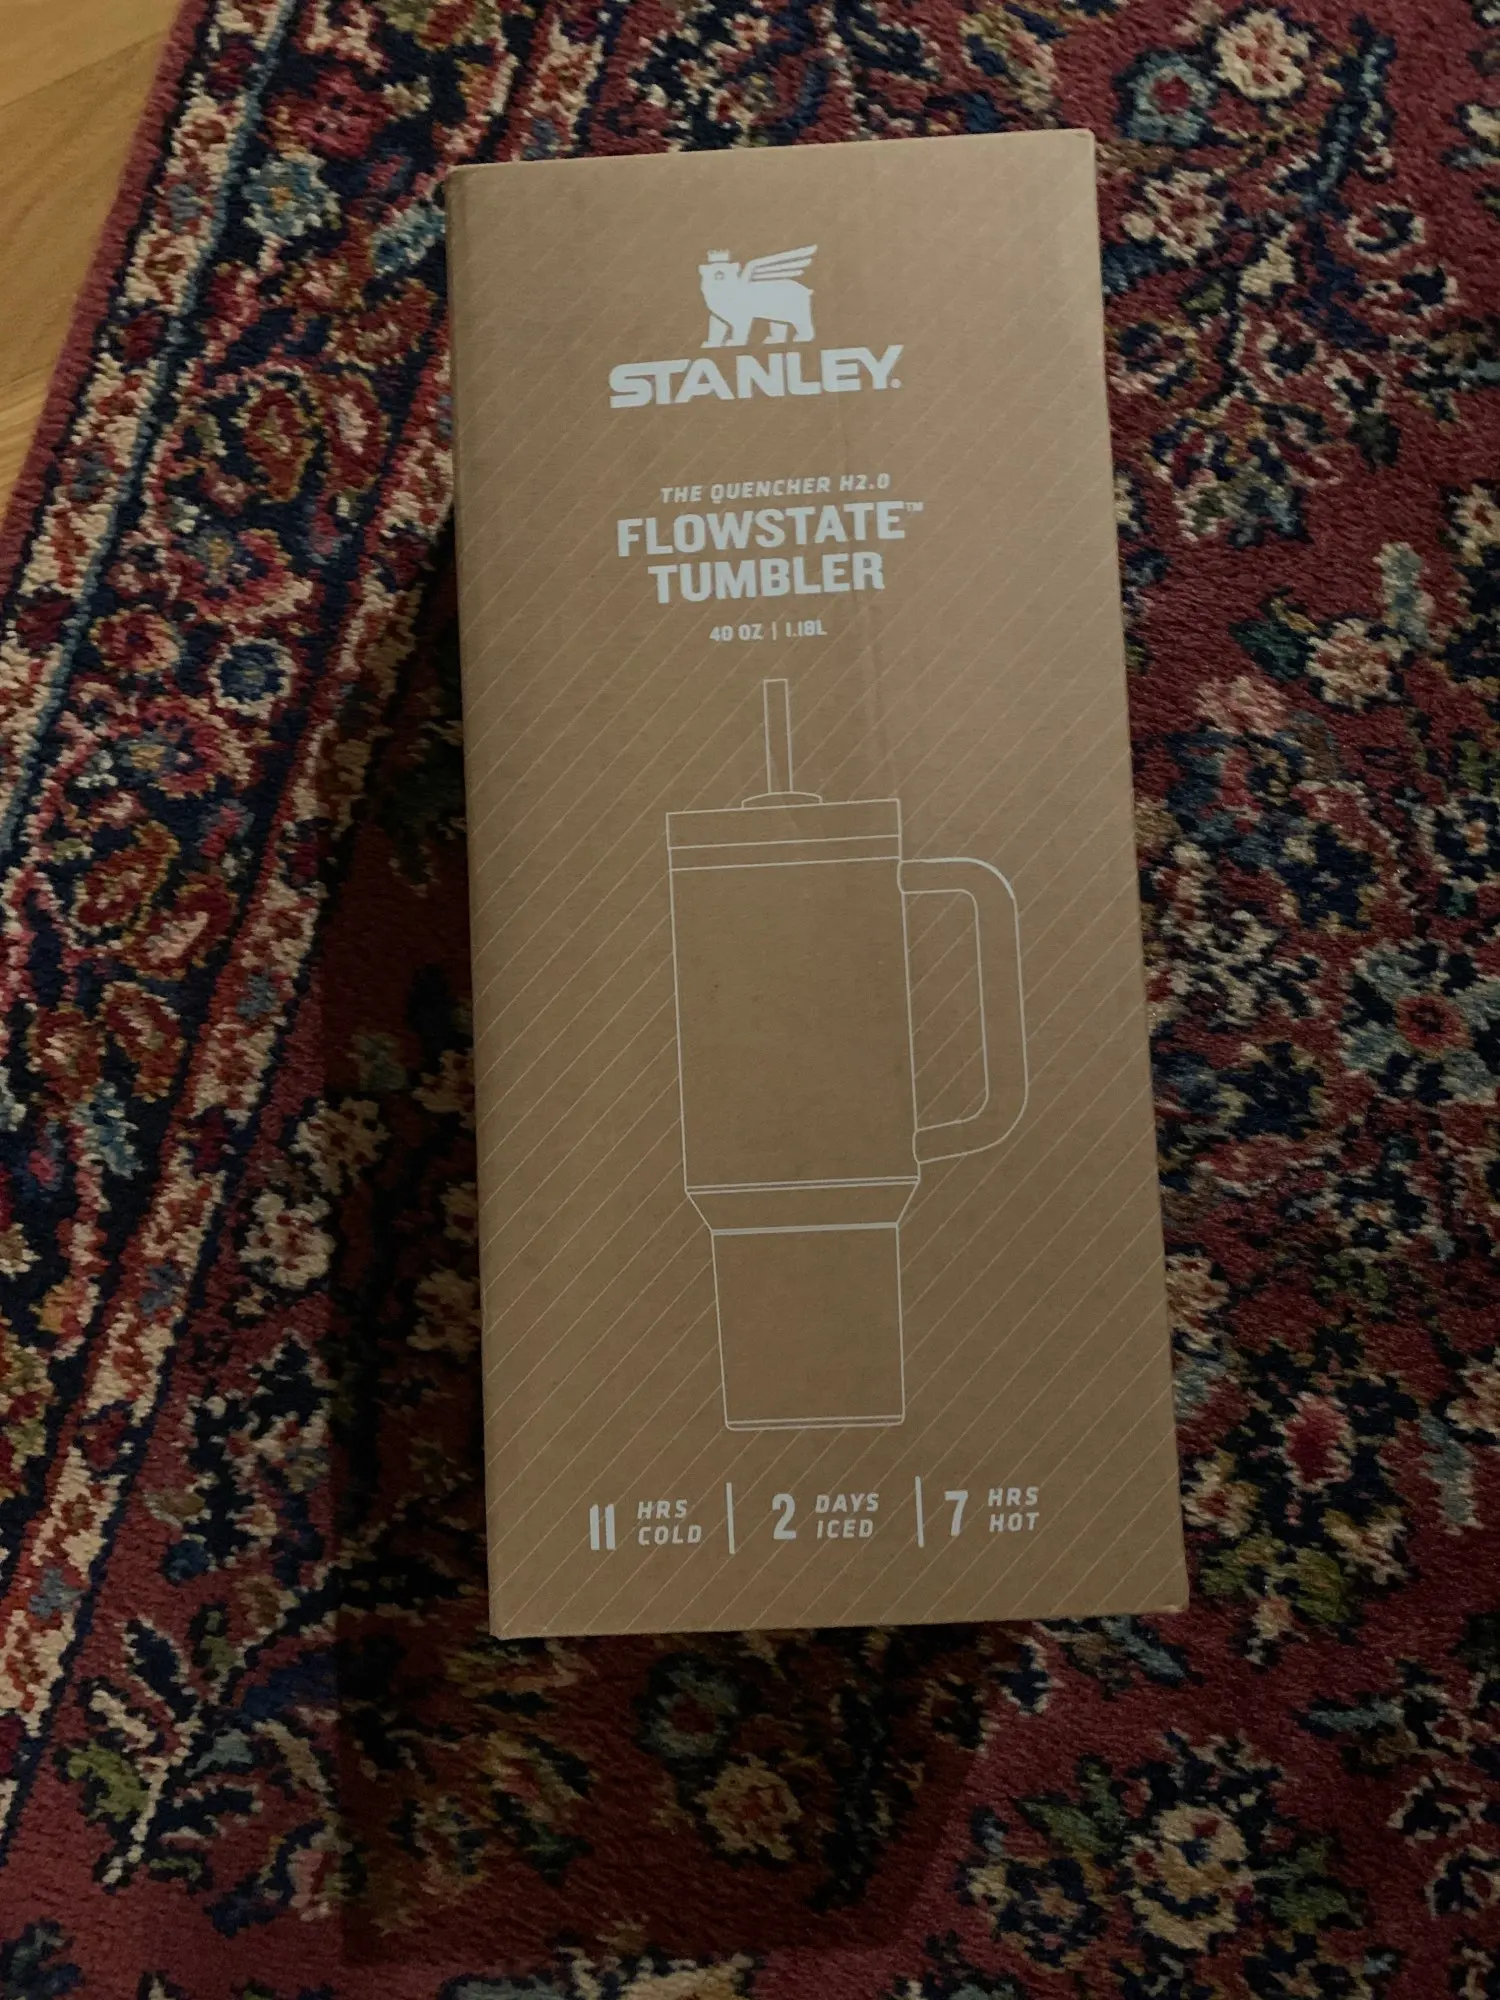 STANLEY®
THE QUENCHER H2.0
FLOWSTATE™
TUMBLER
40 OZ | 1.18L
11 HRS COLD | 2 DAYS ICED | 7 HRS HOT